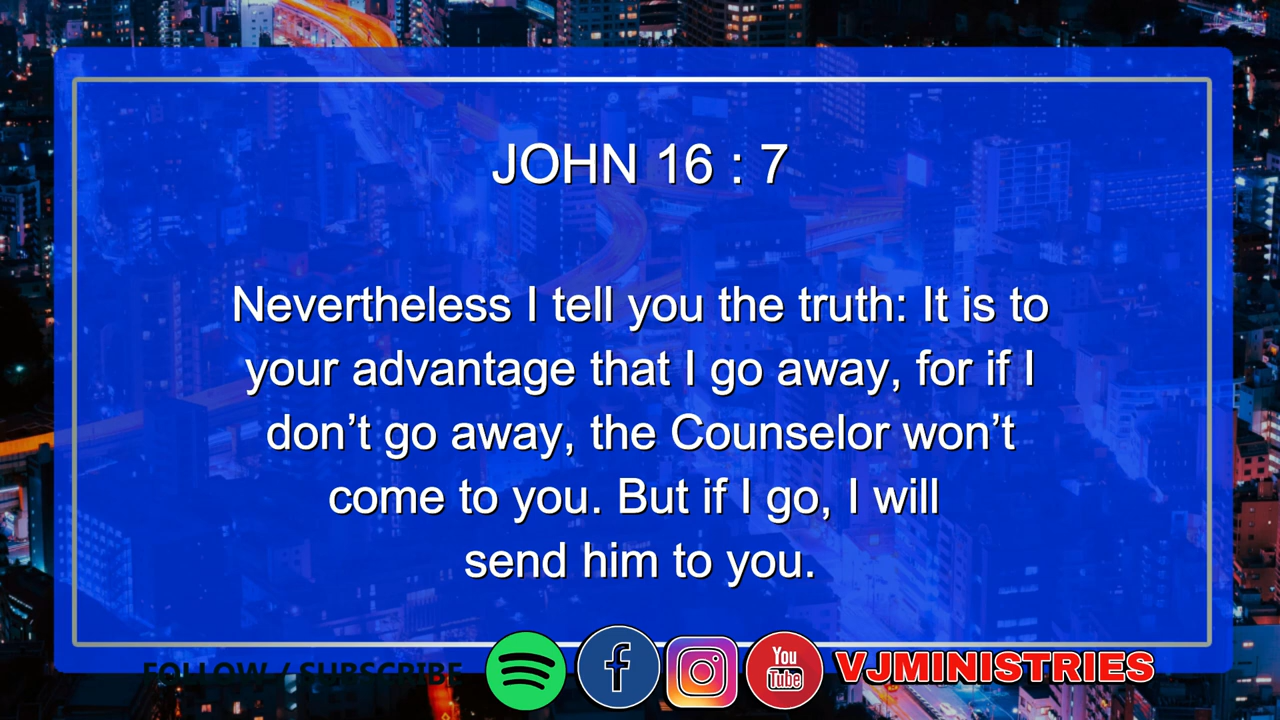 JOHN 16 : 7
Nevertheless I tell you the truth: It is to
your advantage that I go away, for if I
don’t go away, the Counselor won’t
come to you. But if I go, I will
send him to you.
FOLLOW / SUBSCRIBE
You
Tube
VJMINISTRIES